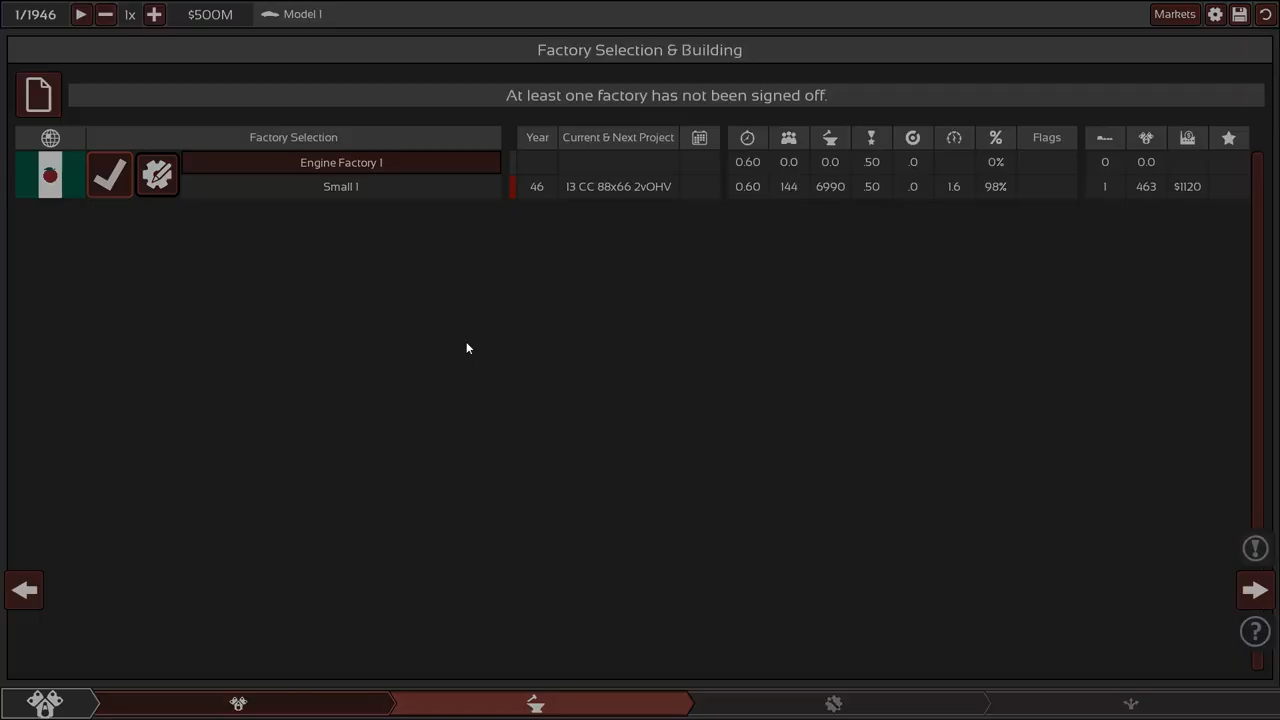 1/1946 1x $500M Model 1 Markets
Factory Selection & Building
At least one factory has not been signed off.
Factory Selection Year Current & Next Project % Flags
Engine Factory 1 0.60 0.0 0.0 .50 .0 0% 0 0.0
Small 1 46 I3 CC 88x66 2vOHV 0.60 144 6990 .50 .0 1.6 98% 1 463 $1120